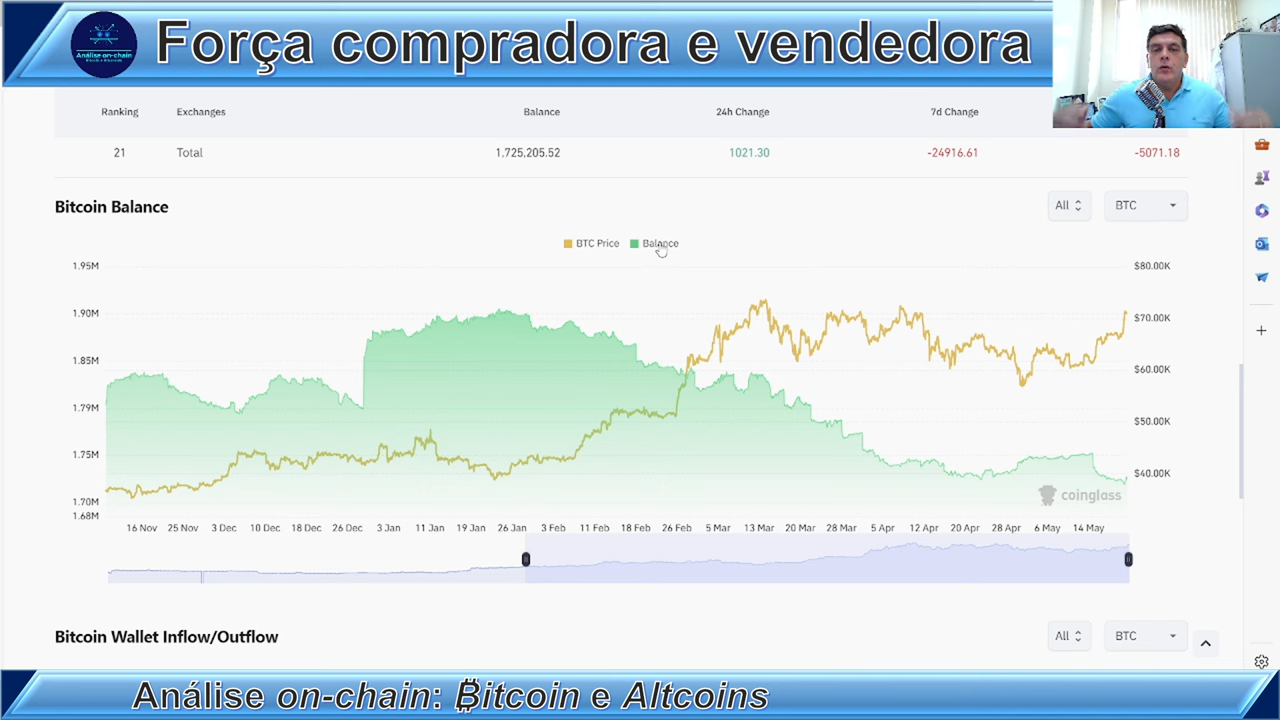 Análise on-chain
Força compradora e vendedora
Ranking Exchanges Balance 24h Change 7d Change
21 Total 1.725.205.52 1021.30 -24916.61 -5071.18
Bitcoin Balance
All BTC
BTC Price Balance
1.95M $80.00K
1.90M $70.00K
1.85M $60.00K
1.79M $50.00K
1.75M $40.00K
1.70M
1.68M
coinglass
16 Nov 25 Nov 3 Dec 10 Dec 18 Dec 26 Dec 3 Jan 11 Jan 19 Jan 26 Jan 3 Feb 11 Feb 18 Feb 26 Feb 5 Mar 13 Mar 20 Mar 28 Mar 5 Apr 12 Apr 20 Apr 28 Apr 6 May 14 May
Bitcoin Wallet Inflow/Outflow
All BTC
Análise on-chain: ₿itcoin e Altcoins